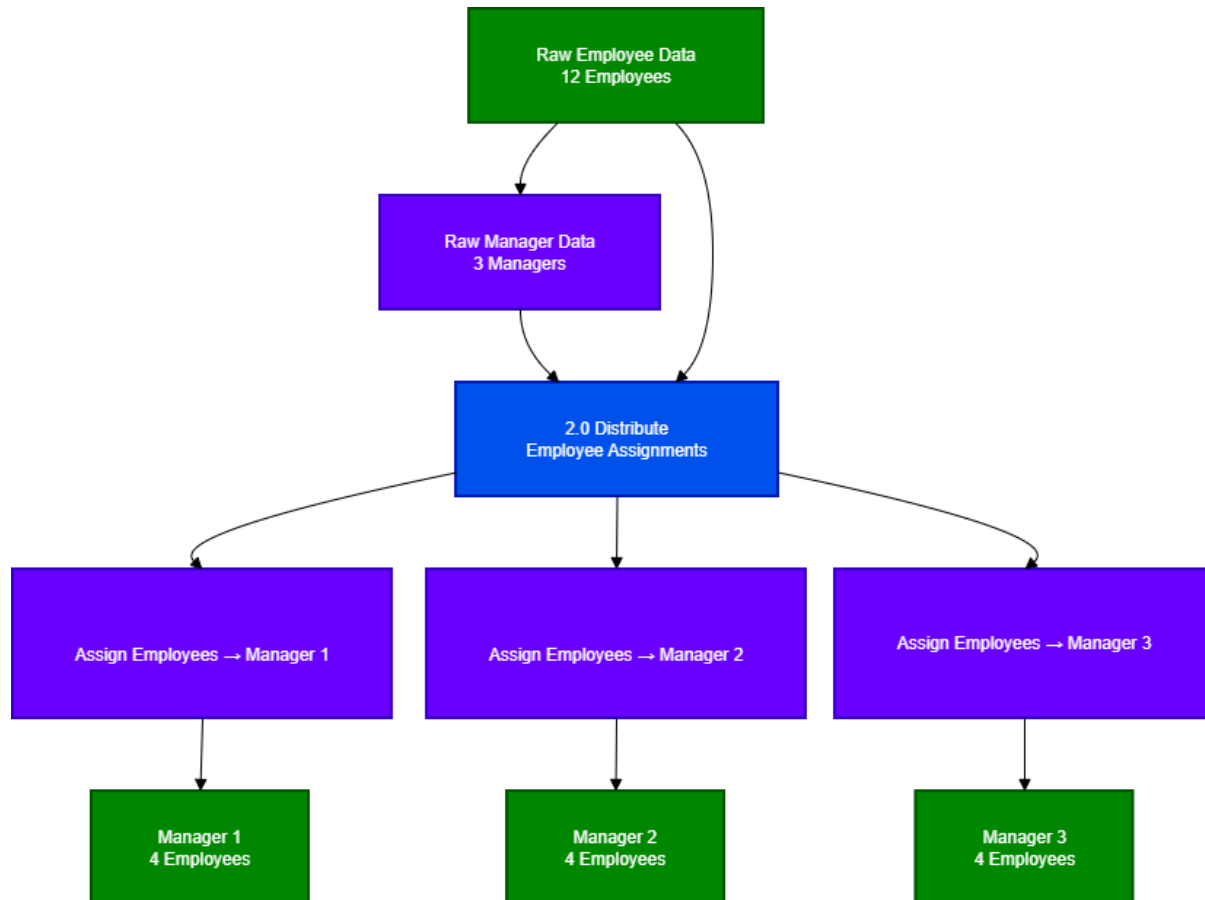 Raw Employee Data
12 Employees
Raw Manager Data
3 Managers
2.0 Distribute
Employee Assignments
Assign Employees → Manager 1
Assign Employees → Manager 2
Assign Employees → Manager 3
Manager 1
4 Employees
Manager 2
4 Employees
Manager 3
4 Employees